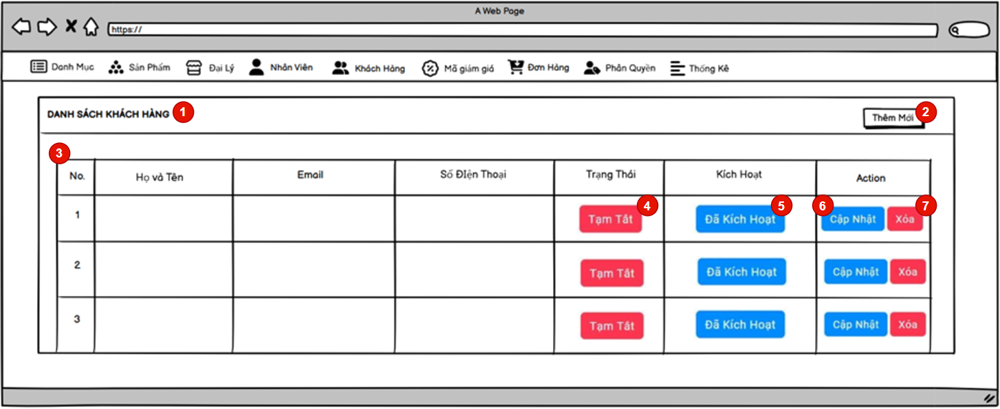 A Web Page
https://
Danh Mục Sản Phẩm Đại Lý Nhân Viên Khách Hàng Mã giảm giá Đơn Hàng Phân Quyền Thống Kê
DANH SÁCH KHÁCH HÀNG 1
Thêm Mới 2
3
No. Họ và Tên Email Số ĐIện Thoại Trạng Thái Kích Hoạt Action
4 5 6 7
1 Tạm Tắt Đã Kích Hoạt Cập Nhật Xóa
2 Tạm Tắt Đã Kích Hoạt Cập Nhật Xóa
3 Tạm Tắt Đã Kích Hoạt Cập Nhật Xóa